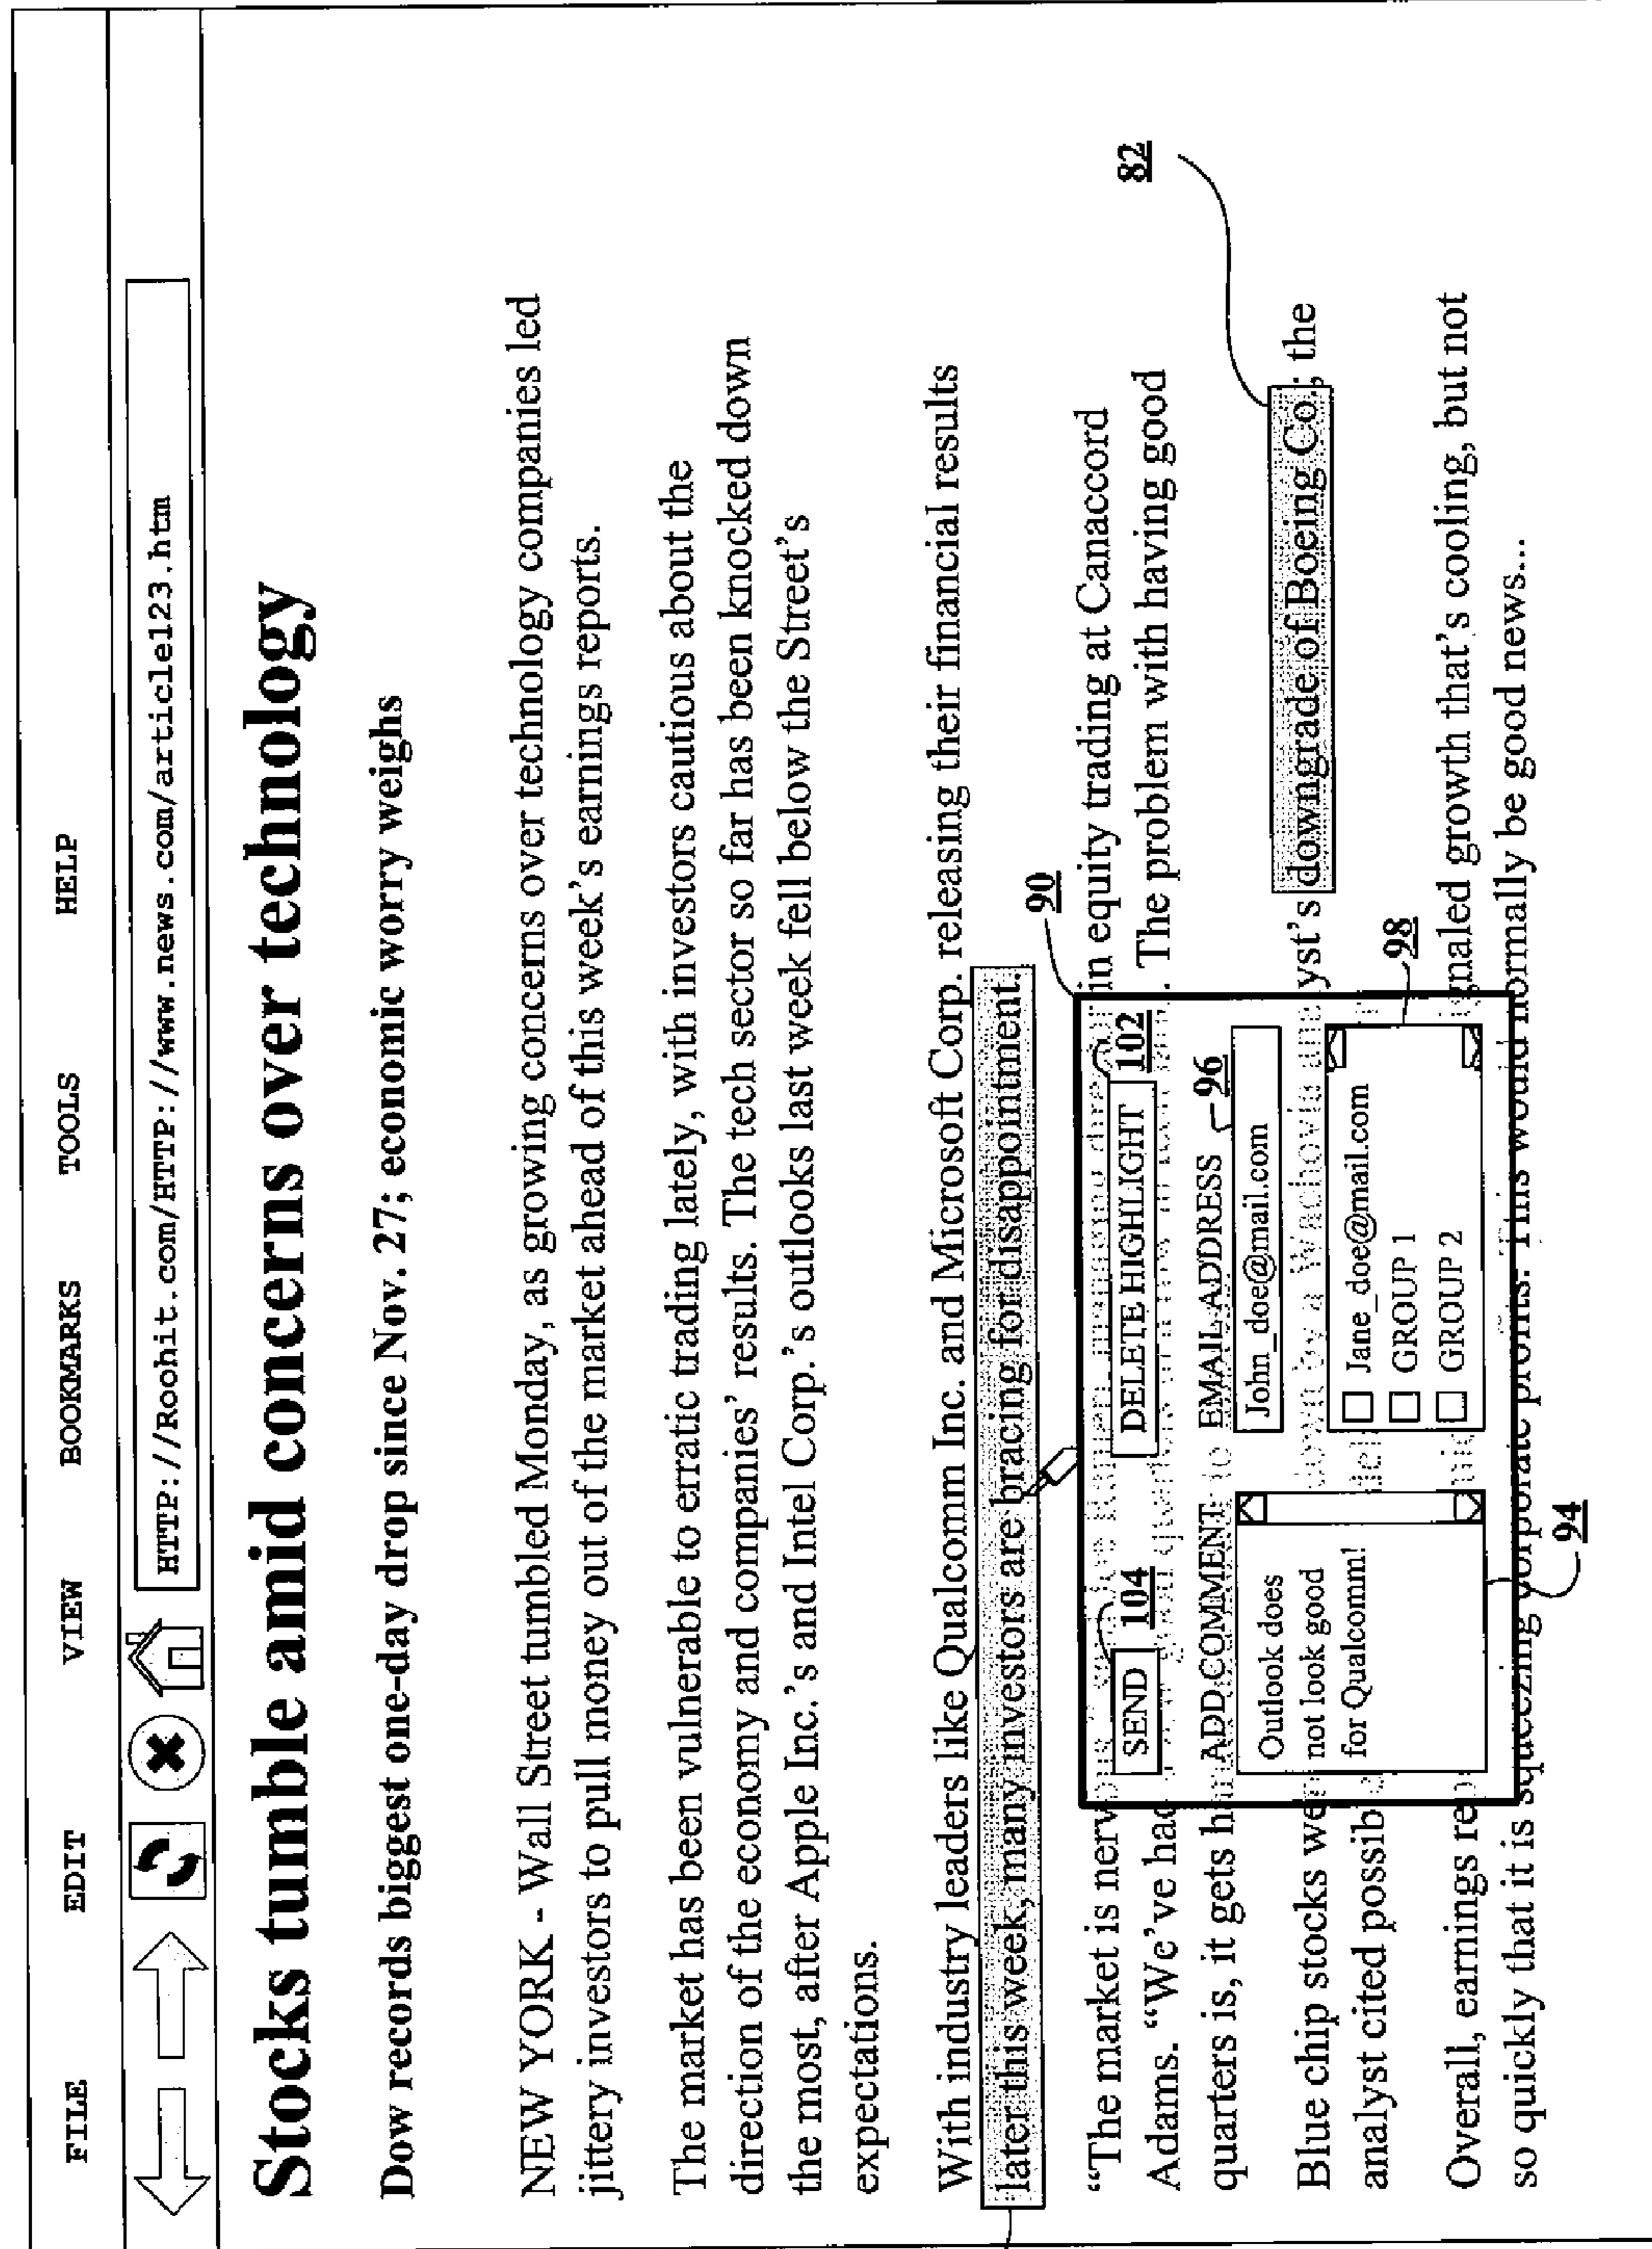 FILE EDIT VIEW BOOKMARKS TOOLS HELP
HTTP://Roohit.com/HTTP://www.news.com/article123.htm
Stocks tumble amid concerns over technology
Dow records biggest one-day drop since Nov. 27; economic worry weighs
NEW YORK - Wall Street tumbled Monday, as growing concerns over technology companies led
jittery investors to pull money out of the market ahead of this week's earnings reports.
The market has been vulnerable to erratic trading lately, with investors cautious about the
direction of the economy and companies' results. The tech sector so far has been knocked down
the most, after Apple Inc.'s and Intel Corp.'s outlooks last week fell below the Street's
expectations.
With industry leaders like Qualcomm Inc. and Microsoft Corp. releasing their financial results
later this week, many investors are bracing for disappointment.
90
82
"The market is nerv in equity trading at Canaccord
SEND 104 DELETE HIGHLIGHT 102
Adams. "We've had . The problem with having good
quarters is, it gets ha
ADD COMMENT EMAIL ADDRESS 96
John_doe@mail.com
Outlook does
not look good
for Qualcomm!
Blue chip stocks we down by a Wachovia yst's downgrade of Boeing Co.; the
analyst cited possib
98
Jane_doe@mail.com
GROUP 1
GROUP 2
Overall, earnings re gnaled growth that's cooling, but not
so quickly that it is squeezing corporate profits. This would normally be good news...
94